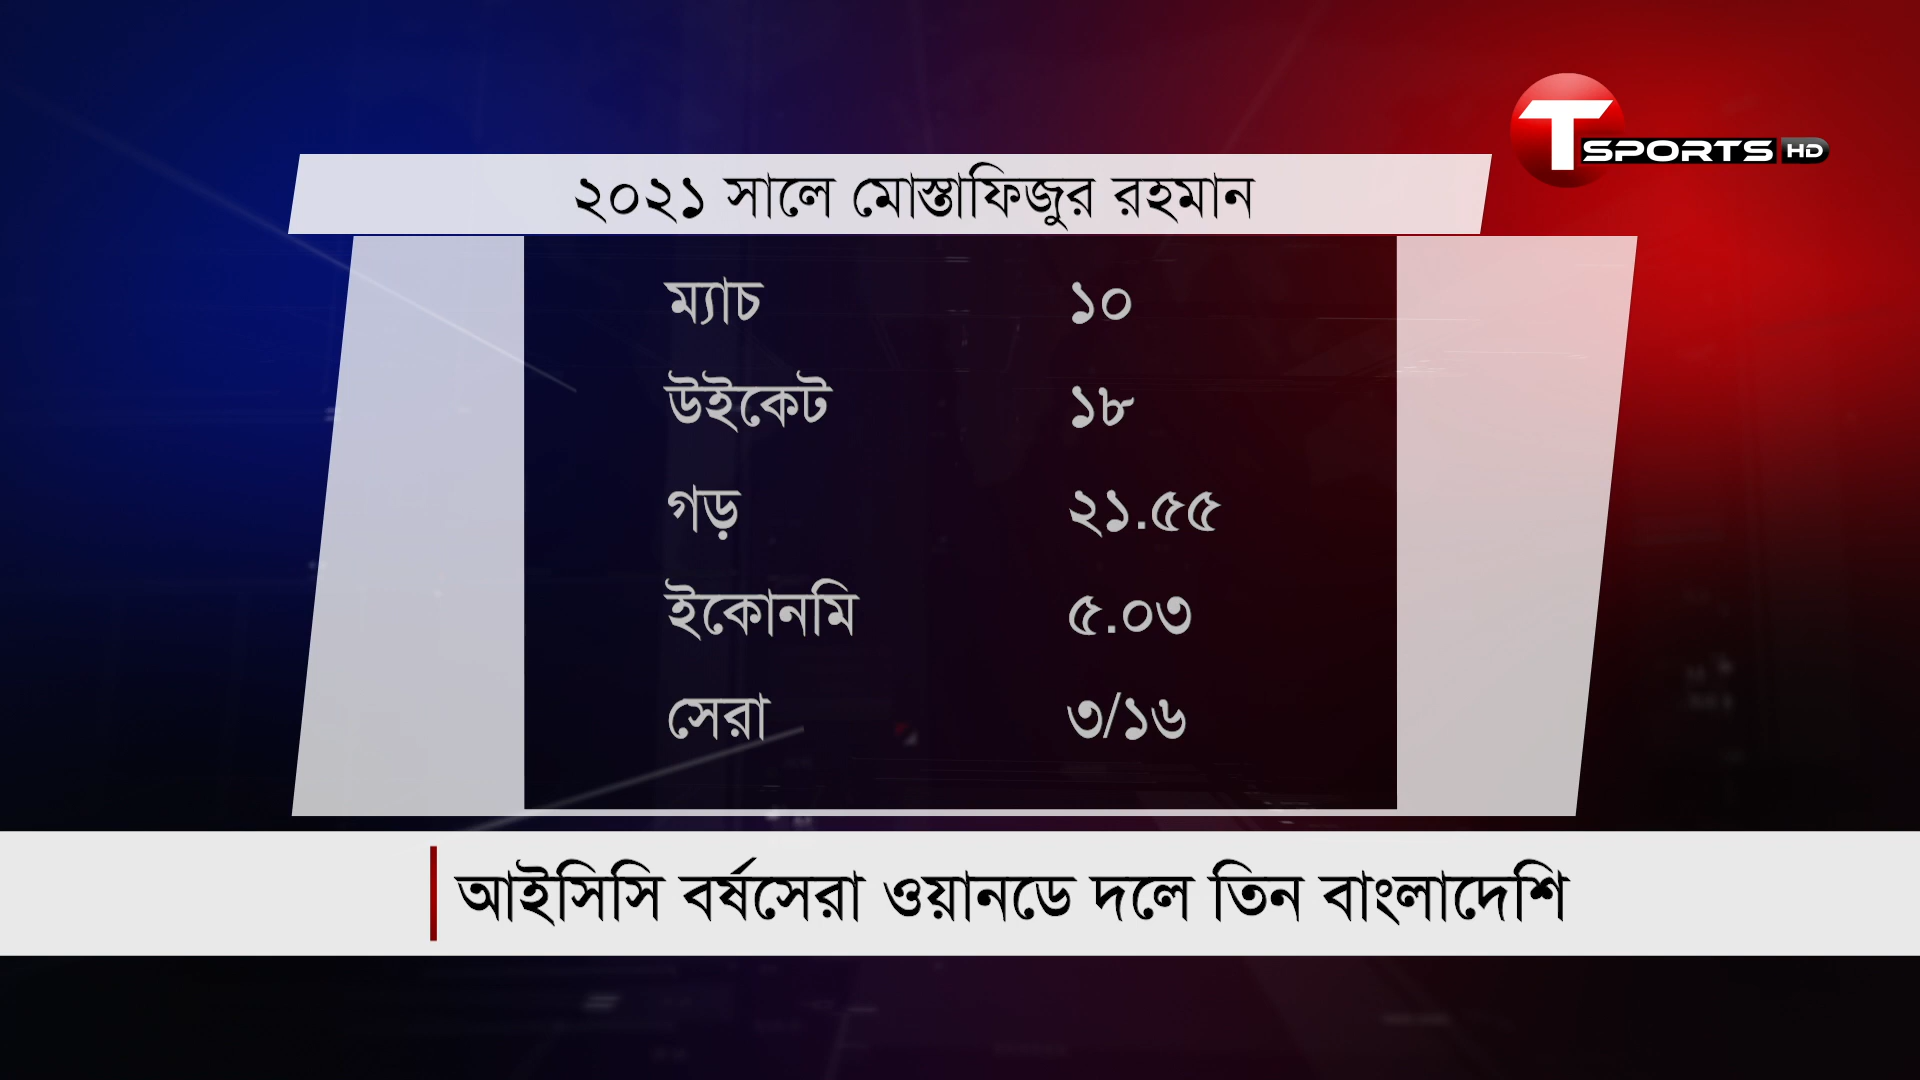 T SPORTS HD
২০২১ সালে মোস্তাফিজুর রহমান
ম্যাচ ১০
উইকেট ১৮
গড় ২১.৫৫
ইকোনমি ৫.০৩
সেরা ৩/১৬
আইসিসি বর্ষসেরা ওয়ানডে দলে তিন বাংলাদেশি